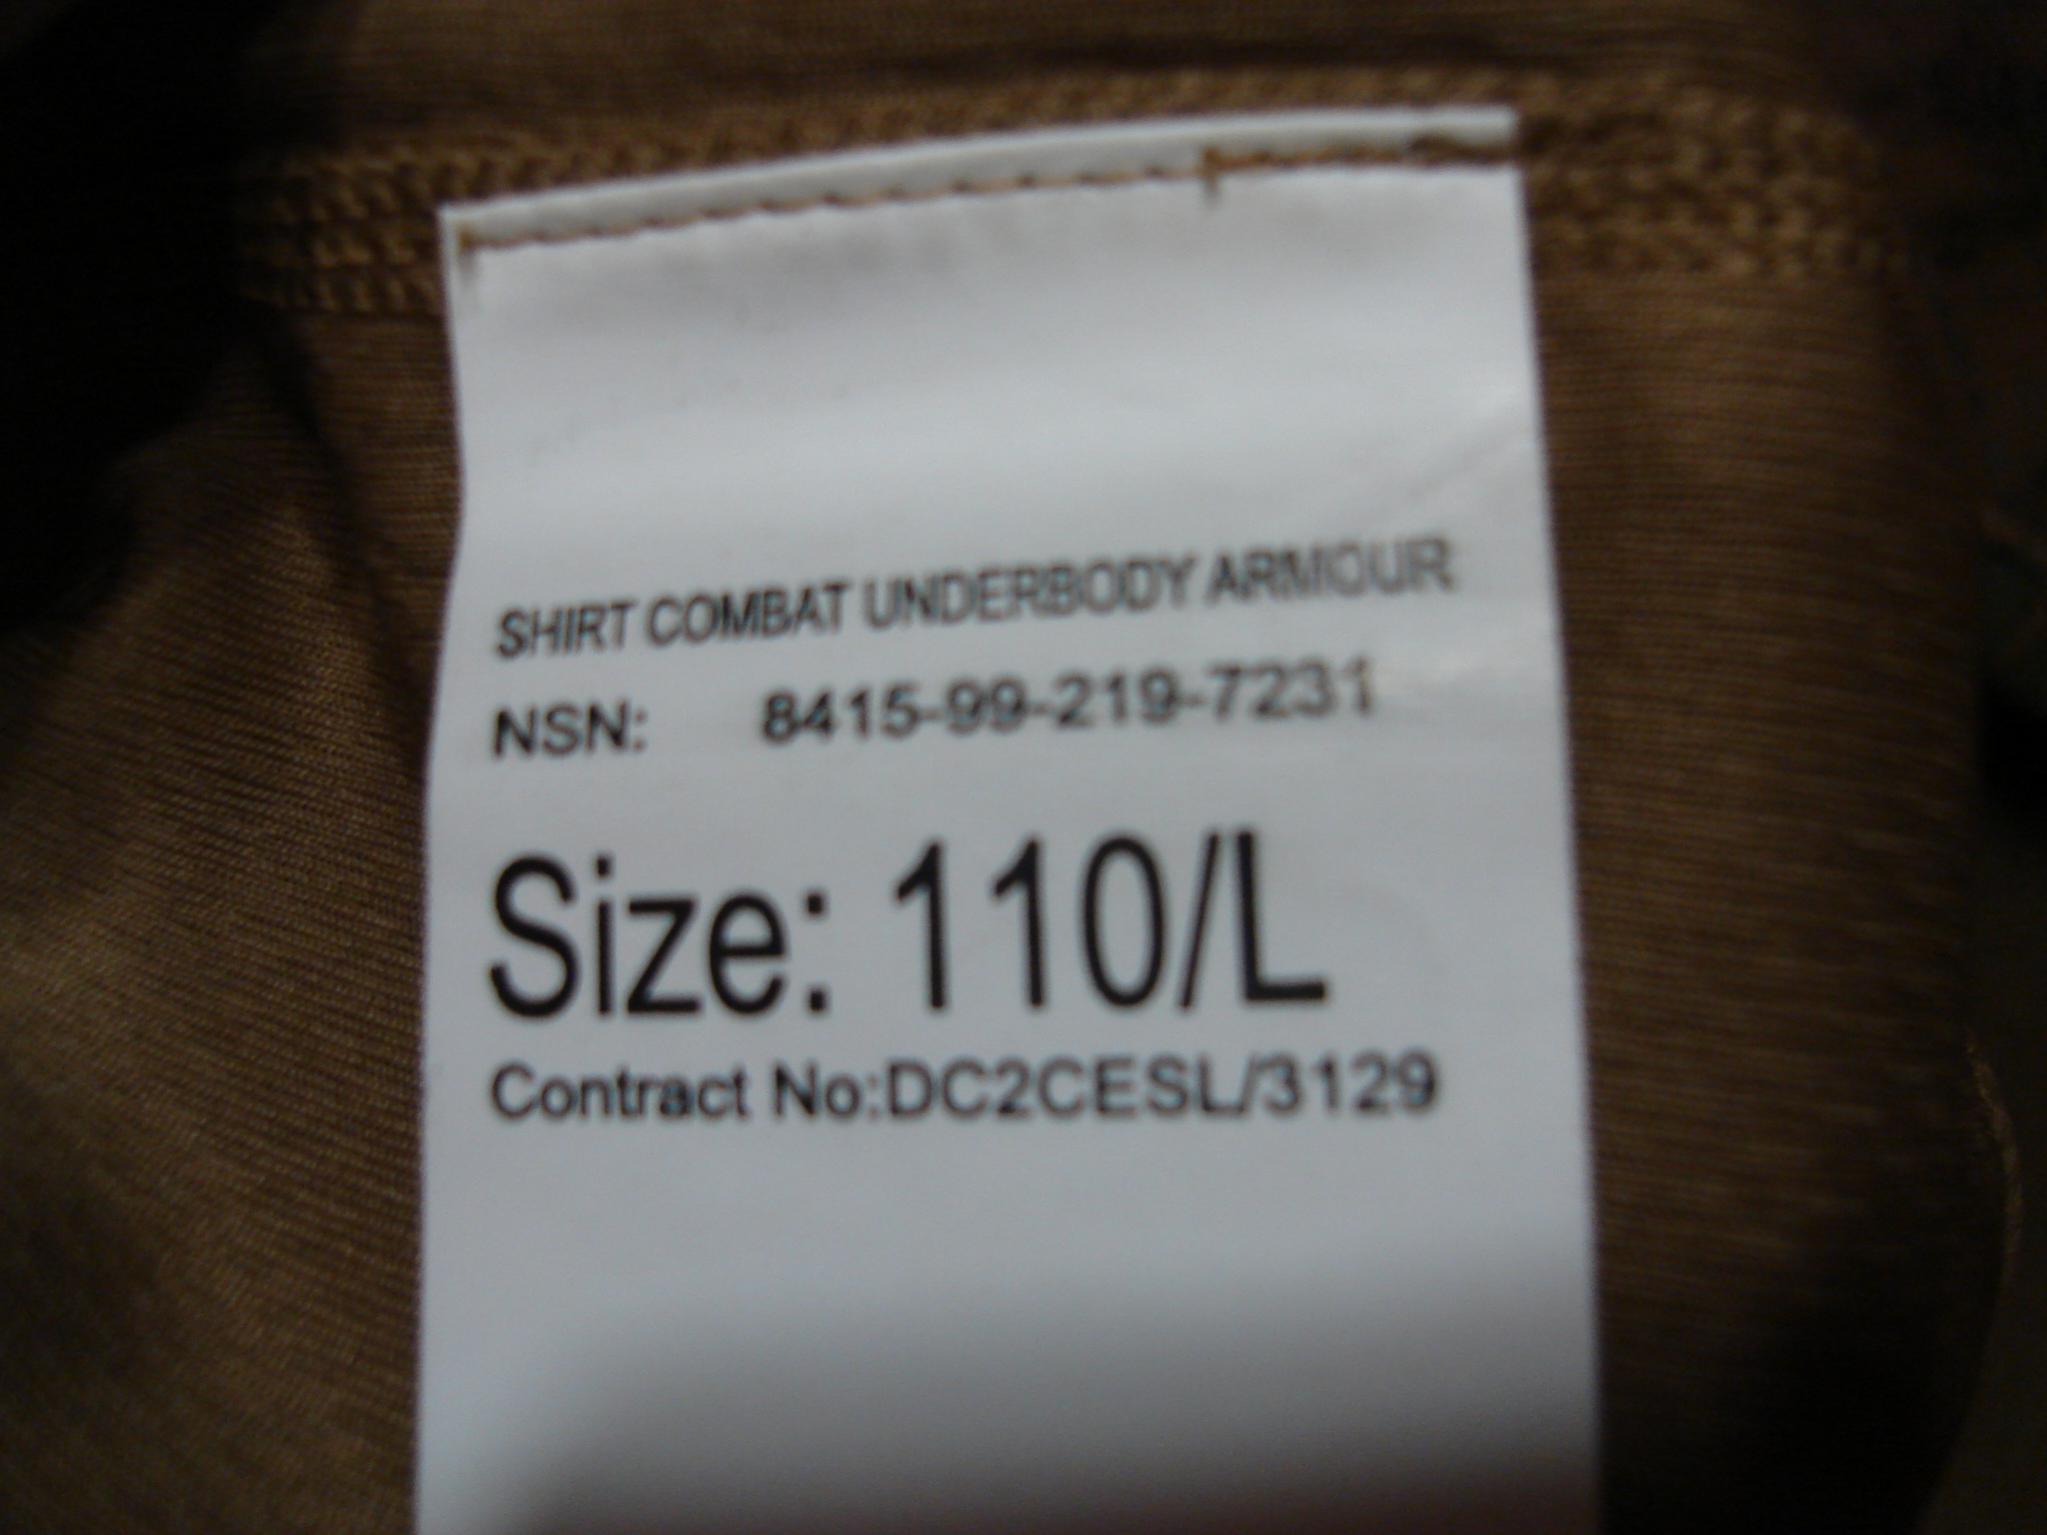 SHIRT COMBAT UNDERBODY ARMOUR
NSN: 8415-99-219-7231
Size: 110/L
Contract No:DC2CESL/3129